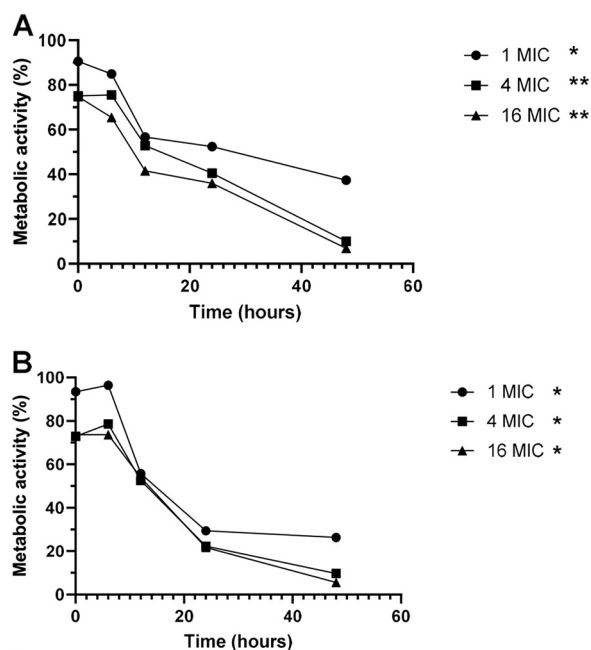 A
100
80
60
40
20
0
0 20 40 60
Metabolic activity (%)
Time (hours)
1 MIC *
4 MIC **
16 MIC **
B
100
80
60
40
20
0
0 20 40 60
Metabolic activity (%)
Time (hours)
1 MIC *
4 MIC *
16 MIC *